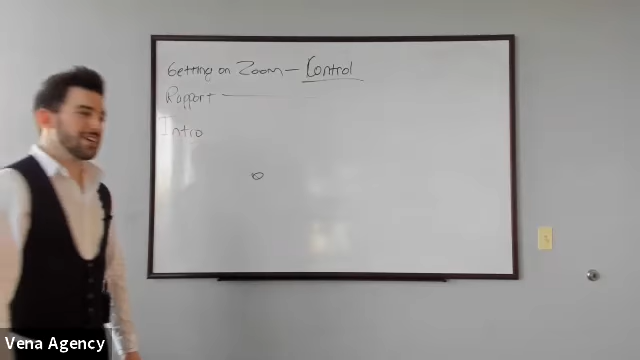 Getting on Zoom — Control
Rapport —
Intro
Vena Agency